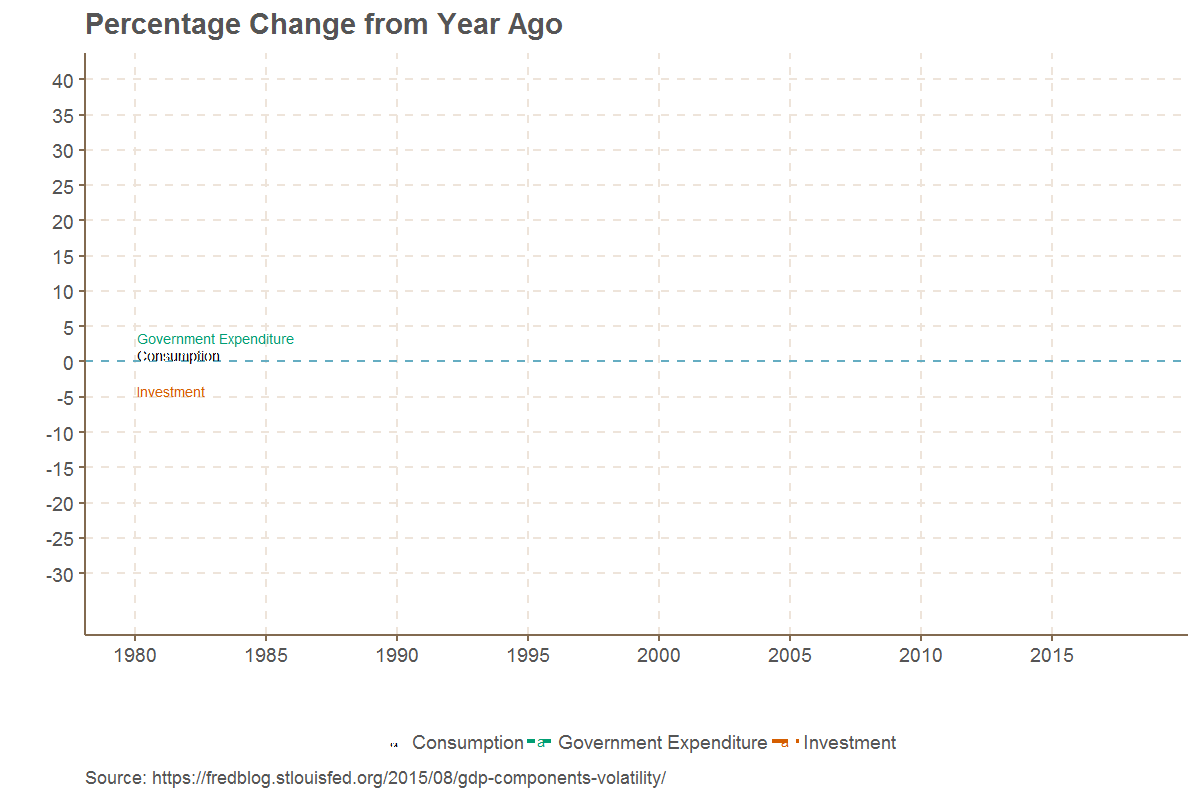 Percentage Change from Year Ago
40
35
30
25
20
15
10
5
Government Expenditure
Consumption
0
Investment
-5
-10
-15
-20
-25
-30
1980 1985 1990 1995 2000 2005 2010 2015
Consumption a Government Expenditure a Investment
Source: https://fredblog.stlouisfed.org/2015/08/gdp-components-volatility/